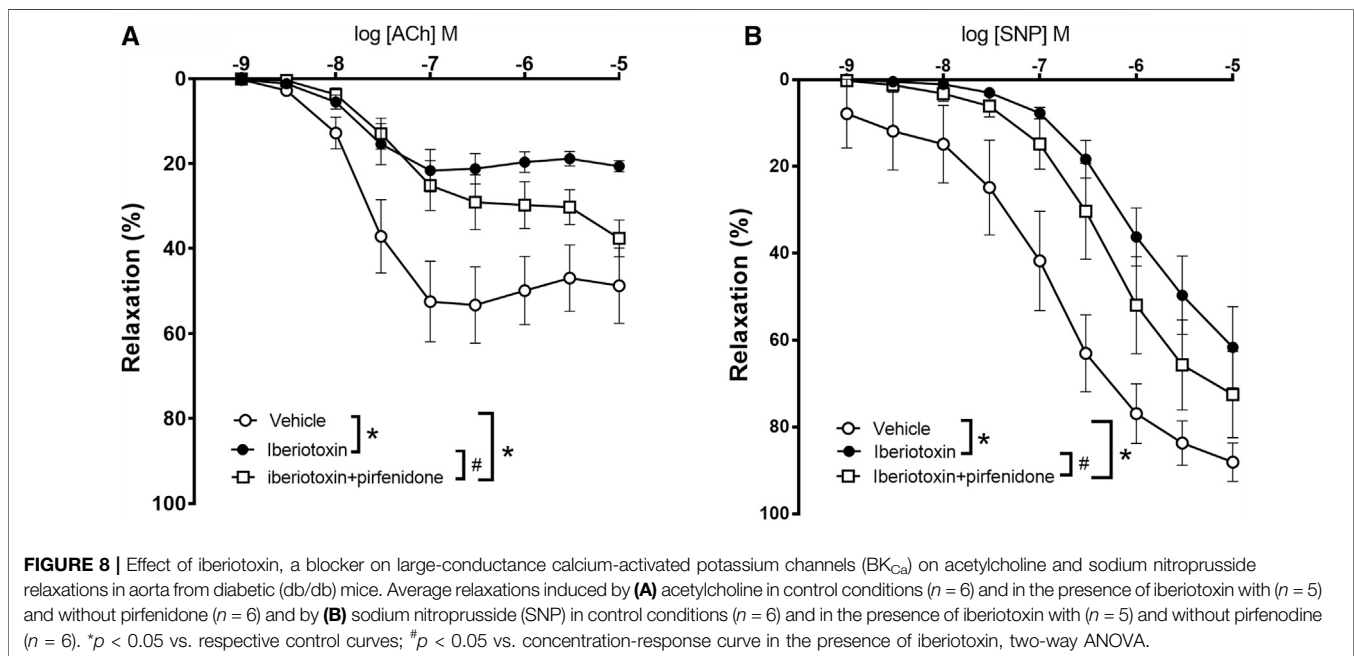 A
log [ACh] M
-9 -8 -7 -6 -5
0
20
40
60
80
100
Relaxation (%)
Vehicle
Iberiotoxin
iberiotoxin+pirfenidone
*
#
*
B
log [SNP] M
-9 -8 -7 -6 -5
0
20
40
60
80
100
Relaxation (%)
Vehicle
Iberiotoxin
Iberiotoxin+pirfenidone
*
#
*
FIGURE 8 | Effect of iberiotoxin, a blocker on large-conductance calcium-activated potassium channels (BKCa) on acetylcholine and sodium nitroprusside
relaxations in aorta from diabetic (db/db) mice. Average relaxations induced by (A) acetylcholine in control conditions (n = 6) and in the presence of iberiotoxin with (n = 5)
and without pirfenidone (n = 6) and by (B) sodium nitroprusside (SNP) in control conditions (n = 6) and in the presence of iberiotoxin with (n = 5) and without pirfenodine
(n = 6). *p < 0.05 vs. respective control curves; #p < 0.05 vs. concentration-response curve in the presence of iberiotoxin, two-way ANOVA.